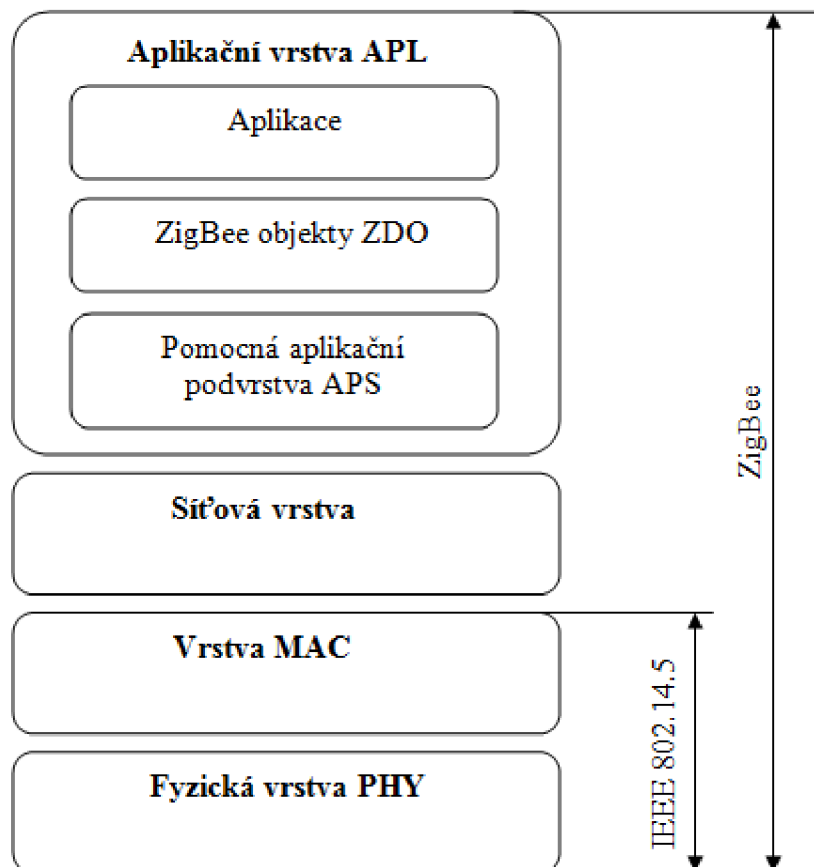 Aplikační vrstva APL
Aplikace
ZigBee objekty ZDO
Pomocná aplikační
podvrstva APS
Síťová vrstva
Vrstva MAC
Fyzická vrstva PHY
ZigBee
IEEE 802.14.5